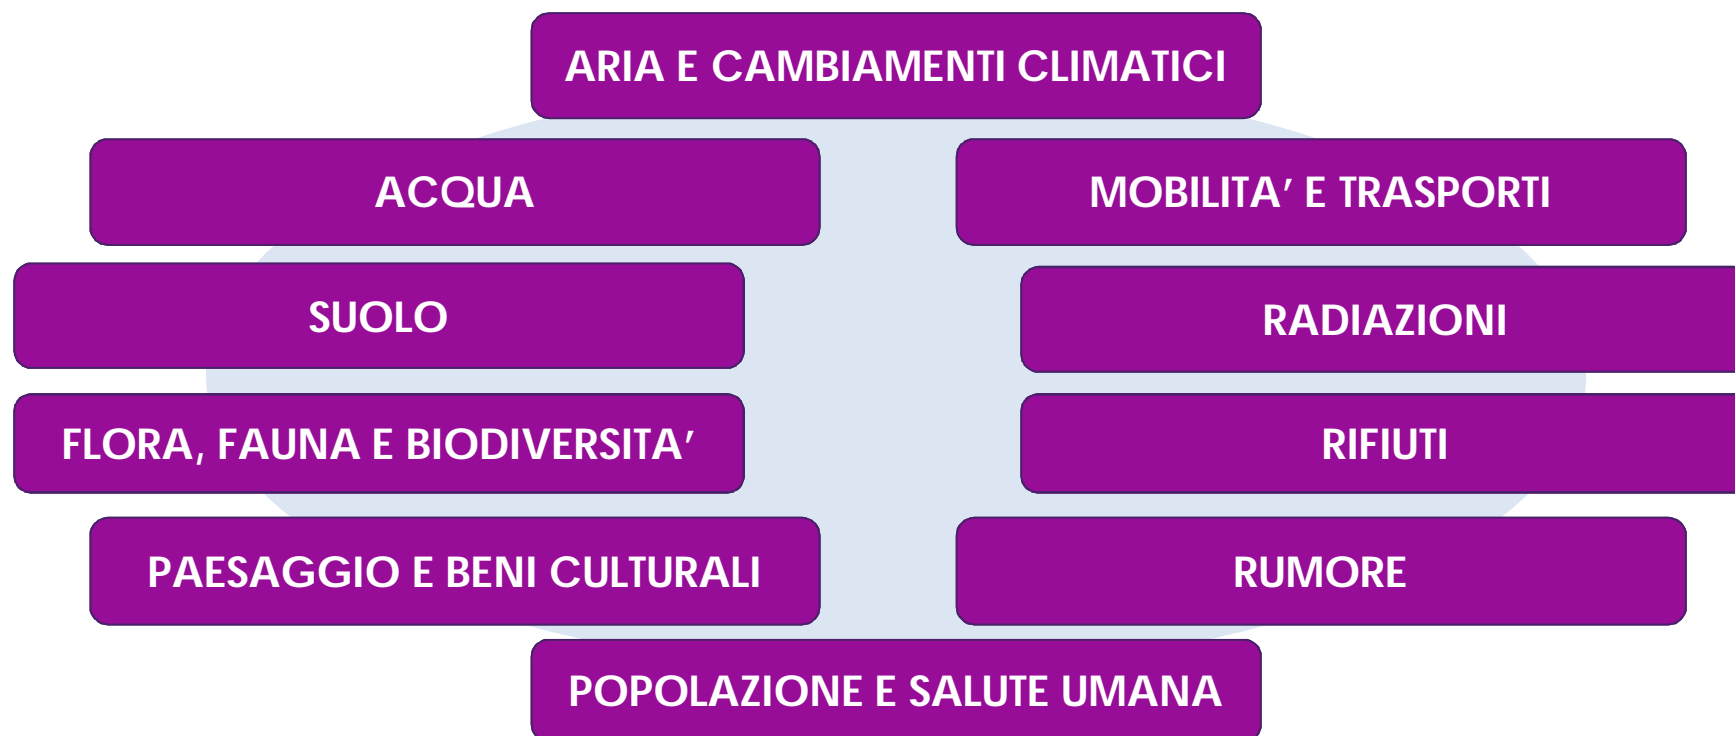 ARIA E CAMBIAMENTI CLIMATICI
ACQUA
MOBILITA’ E TRASPORTI
SUOLO
RADIAZIONI
FLORA, FAUNA E BIODIVERSITA’
RIFIUTI
PAESAGGIO E BENI CULTURALI
RUMORE
POPOLAZIONE E SALUTE UMANA